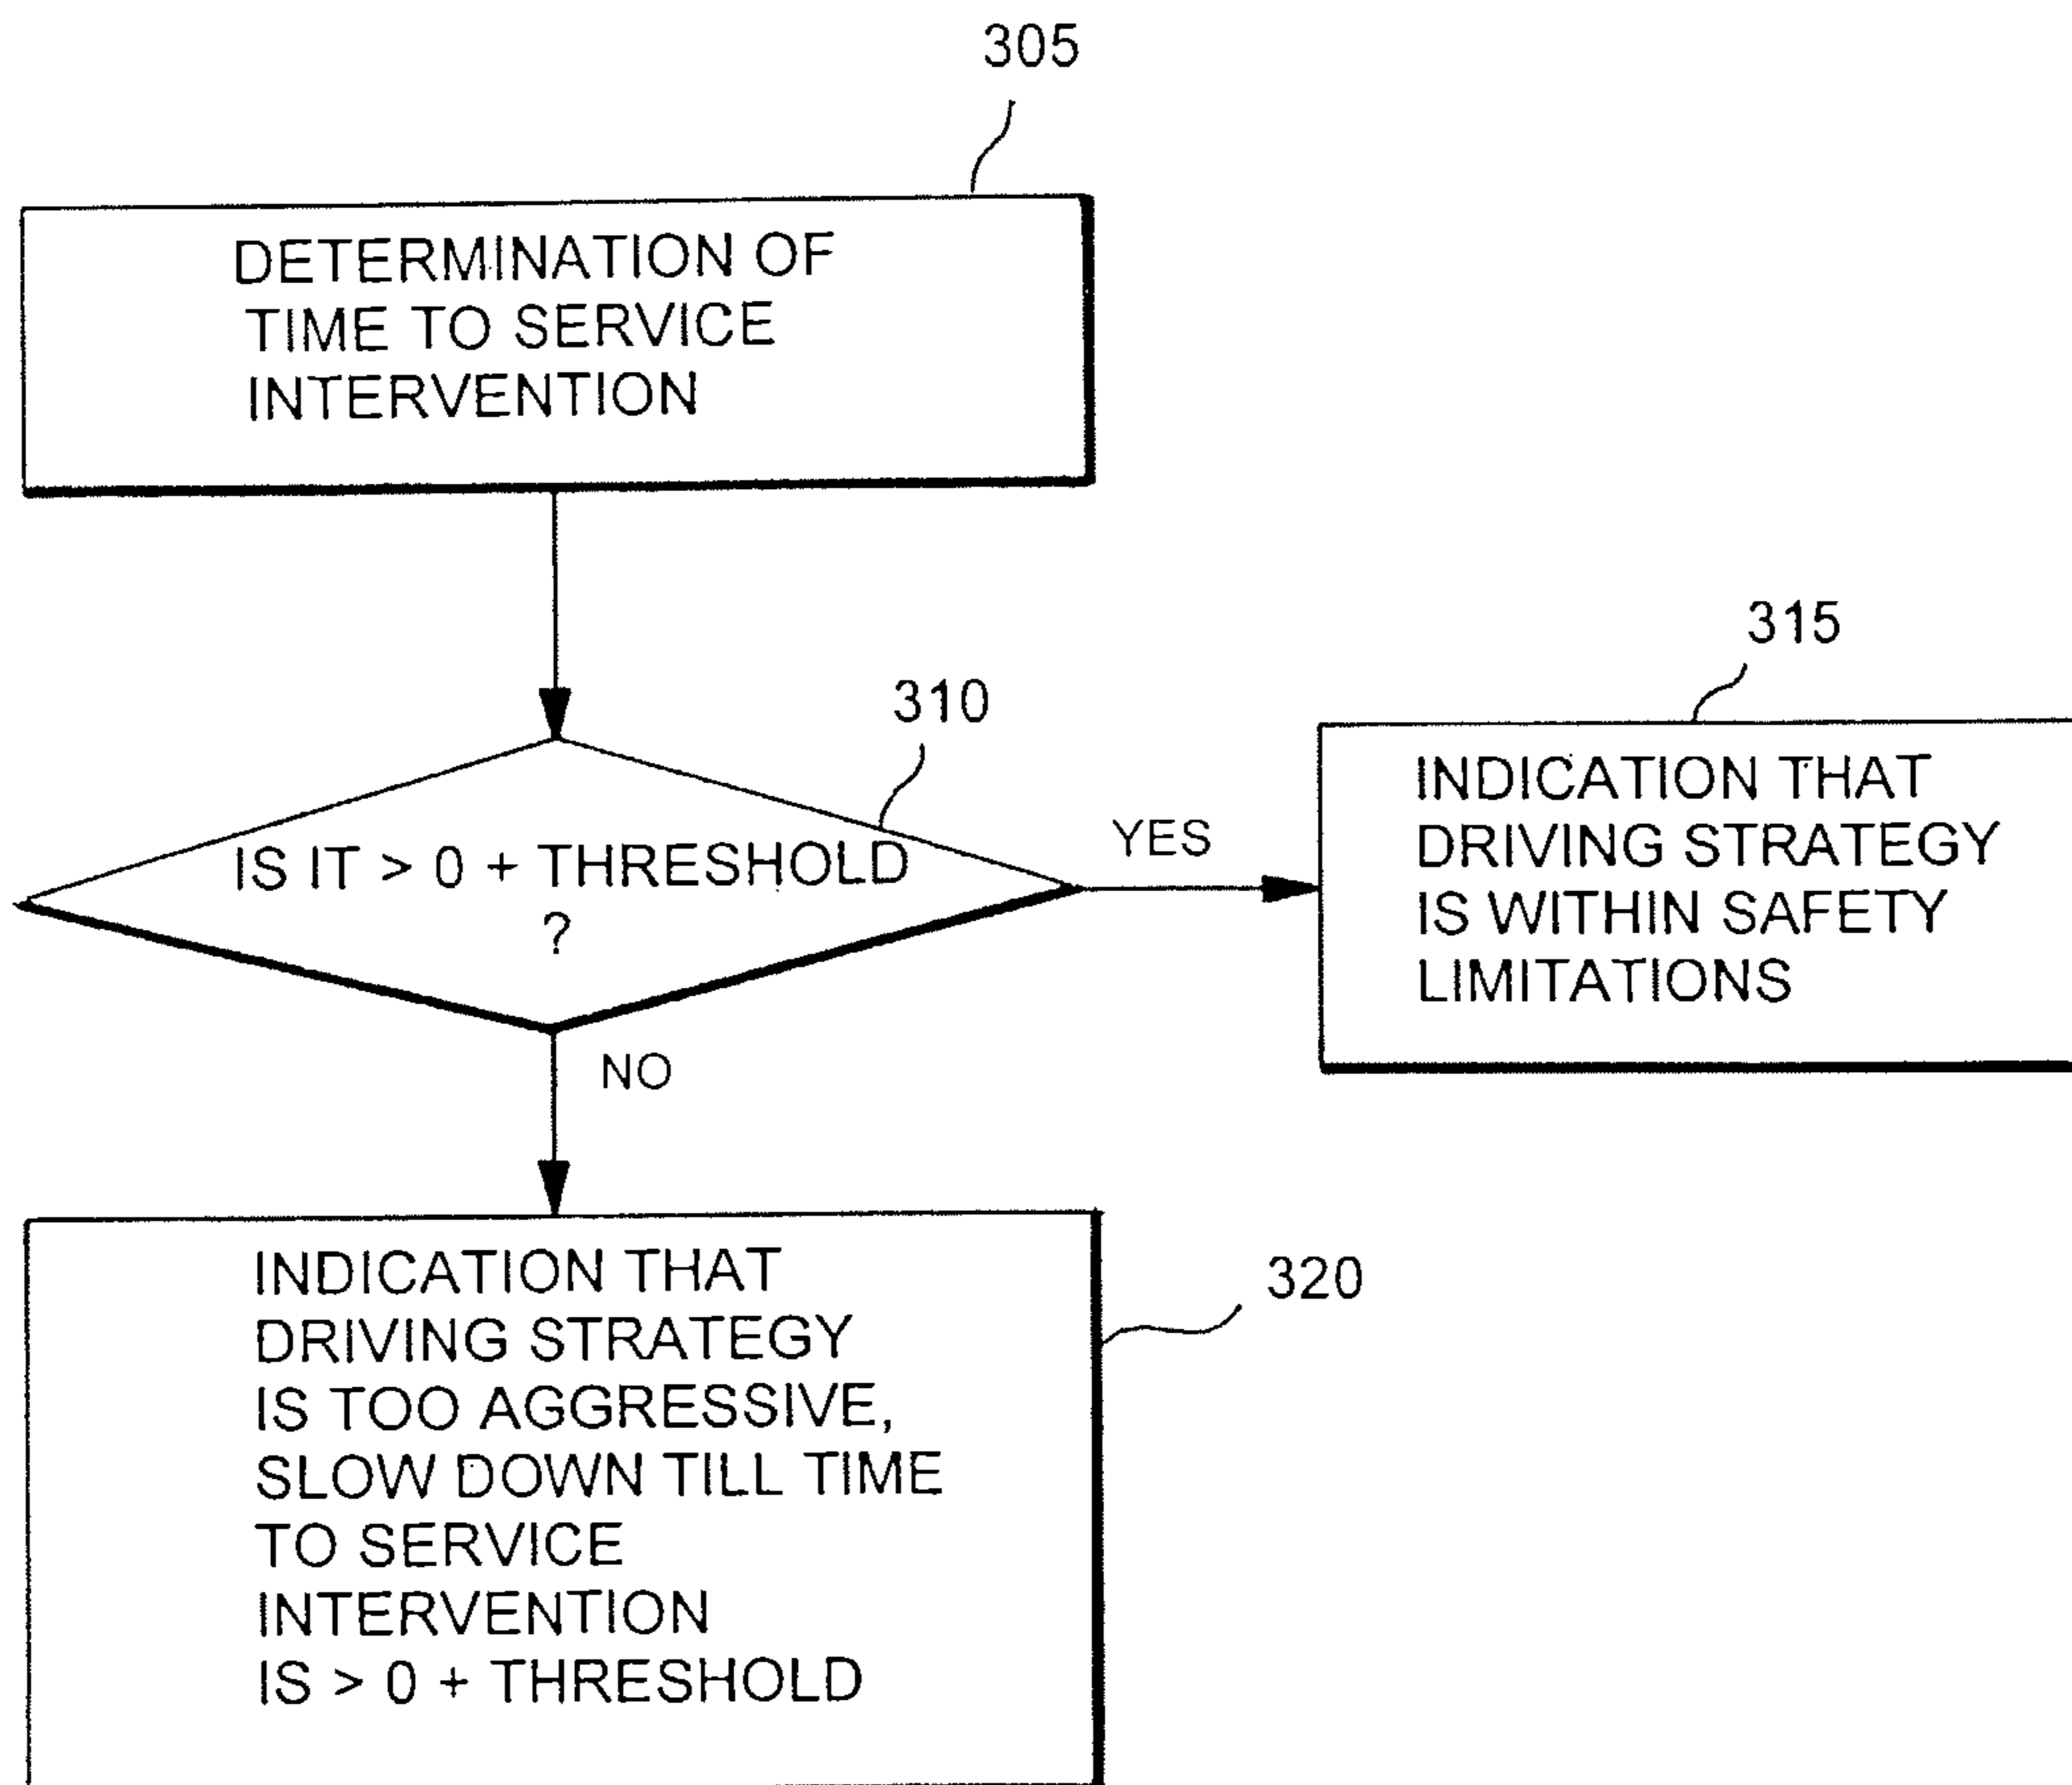 305
DETERMINATION OF
TIME TO SERVICE
INTERVENTION
310
IS IT > 0 + THRESHOLD
?
YES
315
INDICATION THAT
DRIVING STRATEGY
IS WITHIN SAFETY
LIMITATIONS
NO
320
INDICATION THAT
DRIVING STRATEGY
IS TOO AGGRESSIVE,
SLOW DOWN TILL TIME
TO SERVICE
INTERVENTION
IS > 0 + THRESHOLD